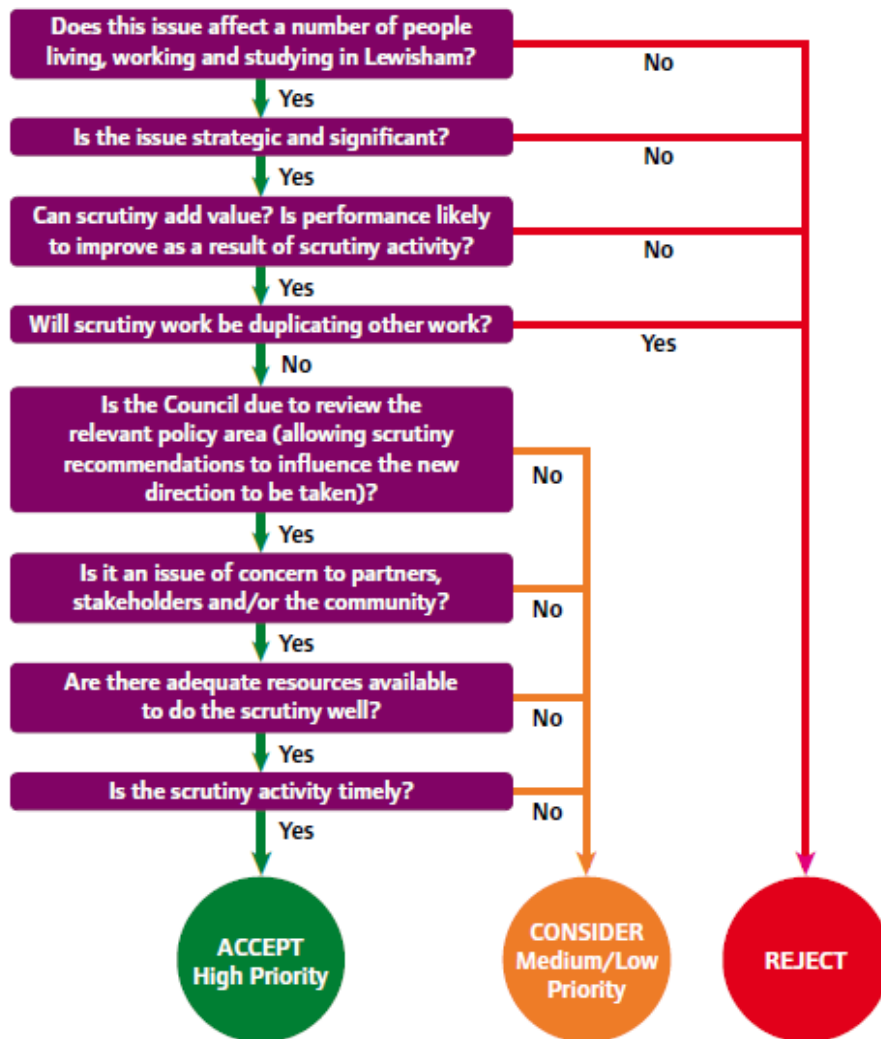 Does this issue affect a number of people
living, working and studying in Lewisham?
No
Yes
Is the issue strategic and significant?
No
Yes
Can scrutiny add value? Is performance likely
to improve as a result of scrutiny activity?
No
Yes
Will scrutiny work be duplicating other work?
Yes
No
Is the Council due to review the
relevant policy area (allowing scrutiny
recommendations to influence the new
direction to be taken)?
No
Yes
Is it an issue of concern to partners,
stakeholders and/or the community?
No
Yes
Are there adequate resources available
to do the scrutiny well?
No
Yes
Is the scrutiny activity timely?
No
Yes
ACCEPT
High Priority
CONSIDER
Medium/Low
Priority
REJECT